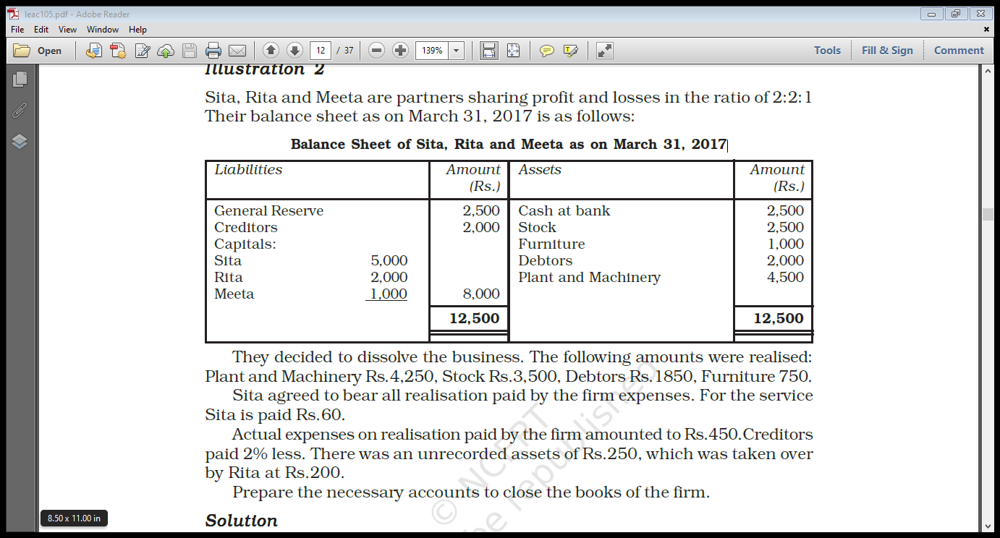 leac105.pdf - Adobe Reader
File Edit View Window Help
Open 12 / 37 139% Tools Fill & Sign Comment
Illustration 2
Sita, Rita and Meeta are partners sharing profit and losses in the ratio of 2:2:1
Their balance sheet as on March 31, 2017 is as follows:
Balance Sheet of Sita, Rita and Meeta as on March 31, 2017
Liabilities Amount Assets Amount
(Rs.) (Rs.)
General Reserve 2,500 Cash at bank 2,500
Creditors 2,000 Stock 2,500
Capitals: Furniture 1,000
Sita 5,000 Debtors 2,000
Rita 2,000 Plant and Machinery 4,500
Meeta 1,000 8,000
12,500 12,500
They decided to dissolve the business. The following amounts were realised:
Plant and Machinery Rs.4,250, Stock Rs.3,500, Debtors Rs.1850, Furniture 750.
Sita agreed to bear all realisation paid by the firm expenses. For the service
Sita is paid Rs.60.
Actual expenses on realisation paid by the firm amounted to Rs.450.Creditors
paid 2% less. There was an unrecorded assets of Rs.250, which was taken over
by Rita at Rs.200.
Prepare the necessary accounts to close the books of the firm.
© NCERT
be republished
Solution
8.50 x 11.00 in